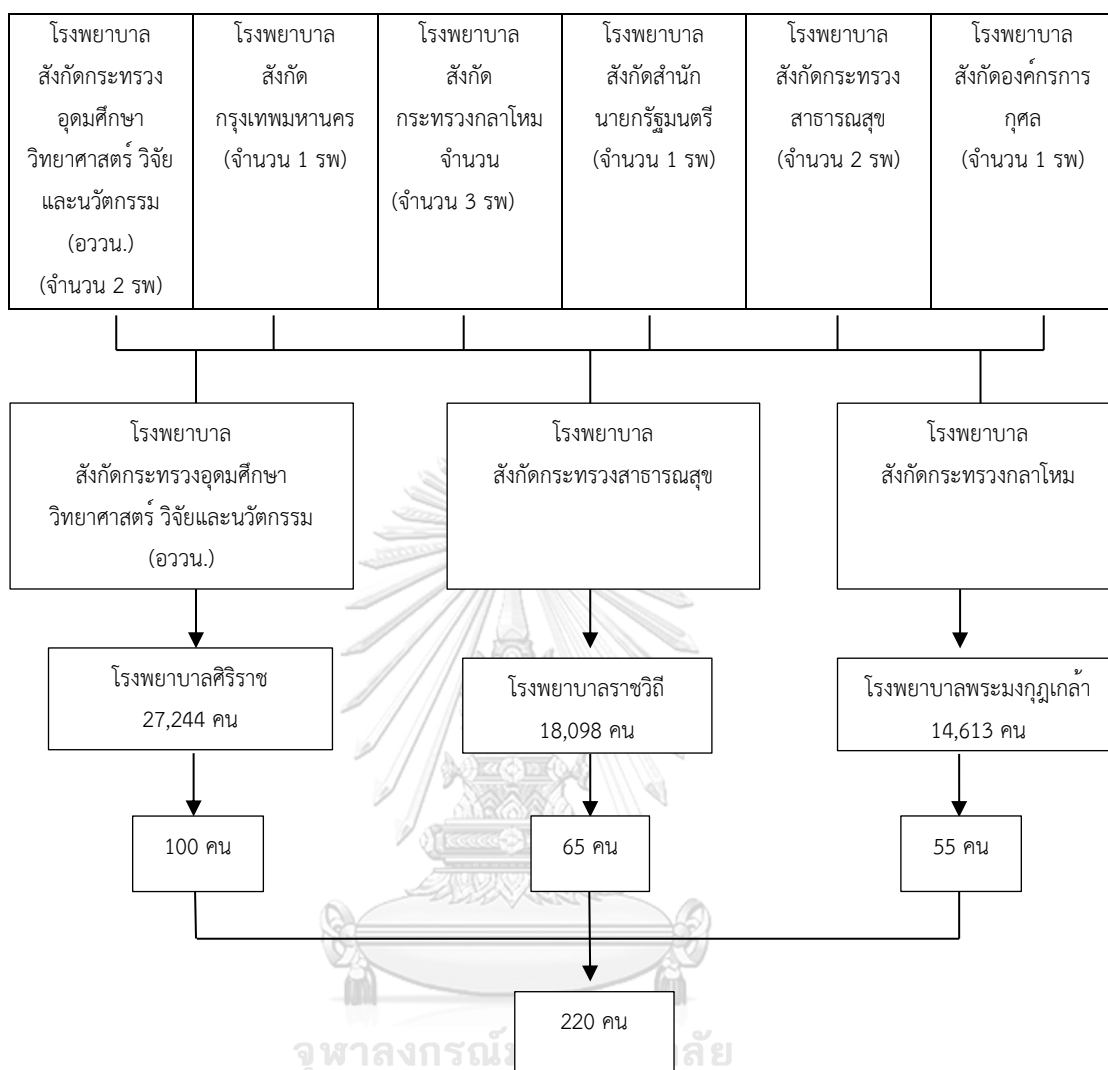 โรงพยาบาล
สังกัดกระทรวง
อุดมศึกษา
วิทยาศาสตร์ วิจัย
และนวัตกรรม
(อววน.)
(จำนวน 2 รพ)
โรงพยาบาล
สังกัด
กรุงเทพมหานคร
(จำนวน 1 รพ)
โรงพยาบาล
สังกัด
กระทรวงกลาโหม
จำนวน
(จำนวน 3 รพ)
โรงพยาบาล
สังกัดสำนัก
นายกรัฐมนตรี
(จำนวน 1 รพ)
โรงพยาบาล
สังกัดกระทรวง
สาธารณสุข
(จำนวน 2 รพ)
โรงพยาบาล
สังกัดองค์กรการ
กุศล
(จำนวน 1 รพ)
โรงพยาบาล
สังกัดกระทรวงอุดมศึกษา
วิทยาศาสตร์ วิจัยและนวัตกรรม
(อววน.)
โรงพยาบาล
สังกัดกระทรวงสาธารณสุข
โรงพยาบาล
สังกัดกระทรวงกลาโหม
โรงพยาบาลศิริราช
27,244 คน
โรงพยาบาลราชวิถี
18,098 คน
โรงพยาบาลพระมงกุฎเกล้า
14,613 คน
100 คน
65 คน
55 คน
220 คน